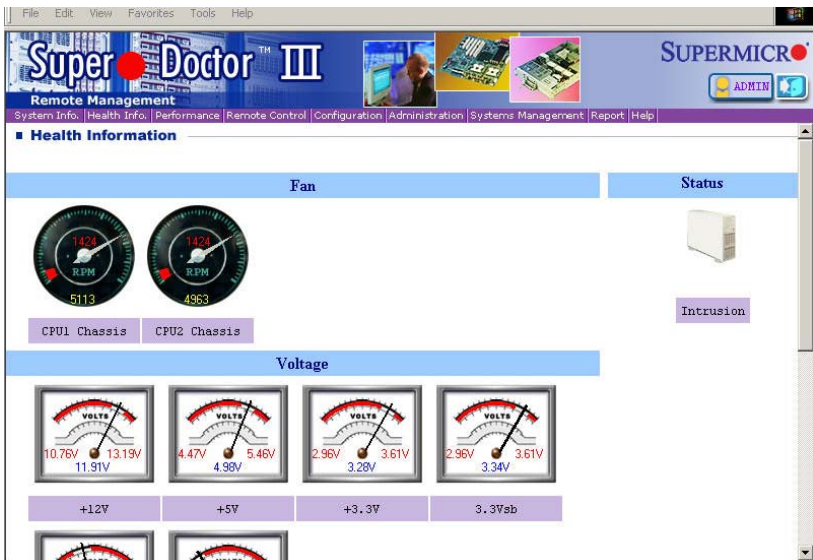 File Edit View Favorites Tools Help
Super Doctor™ III
SUPERMICR
ADMIN
Remote Management
System Info. Health Info. Performance Remote Control Configuration Administration Systems Management Report Help
Health Information
Fan Status
1424 1424
RPM RPM
5113 4963
CPU1 Chassis CPU2 Chassis
Intrusion
Voltage
VOLTS VOLTS VOLTS VOLTS
10.76V 13.19V 4.47V 5.46V 2.96V 3.61V 2.96V 3.61V
11.91V 4.98V 3.28V 3.34V
+12V +5V +3.3V 3.3Vsb